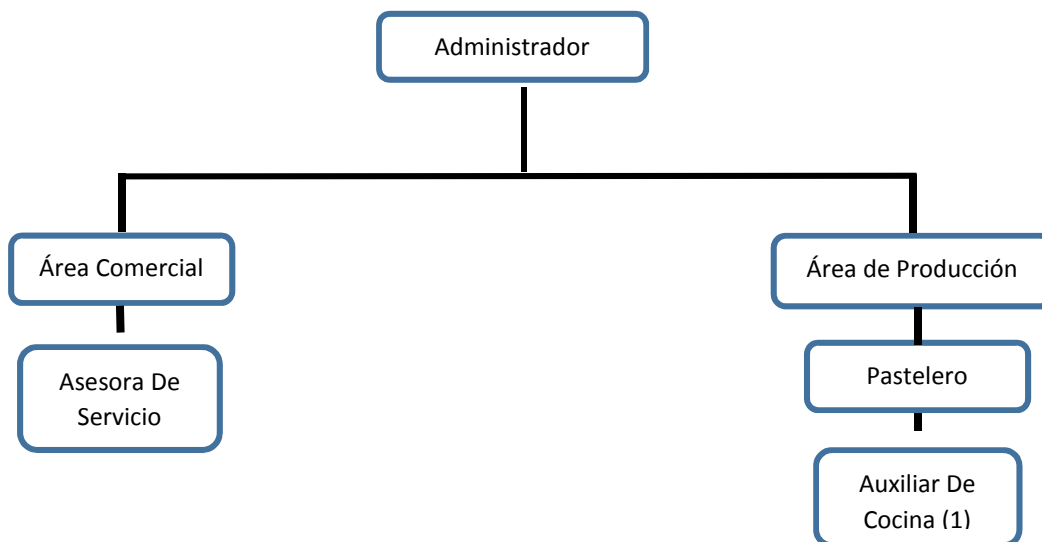 Administrador
Área Comercial
Área de Producción
Asesora De
Servicio
Pastelero
Auxiliar De
Cocina (1)